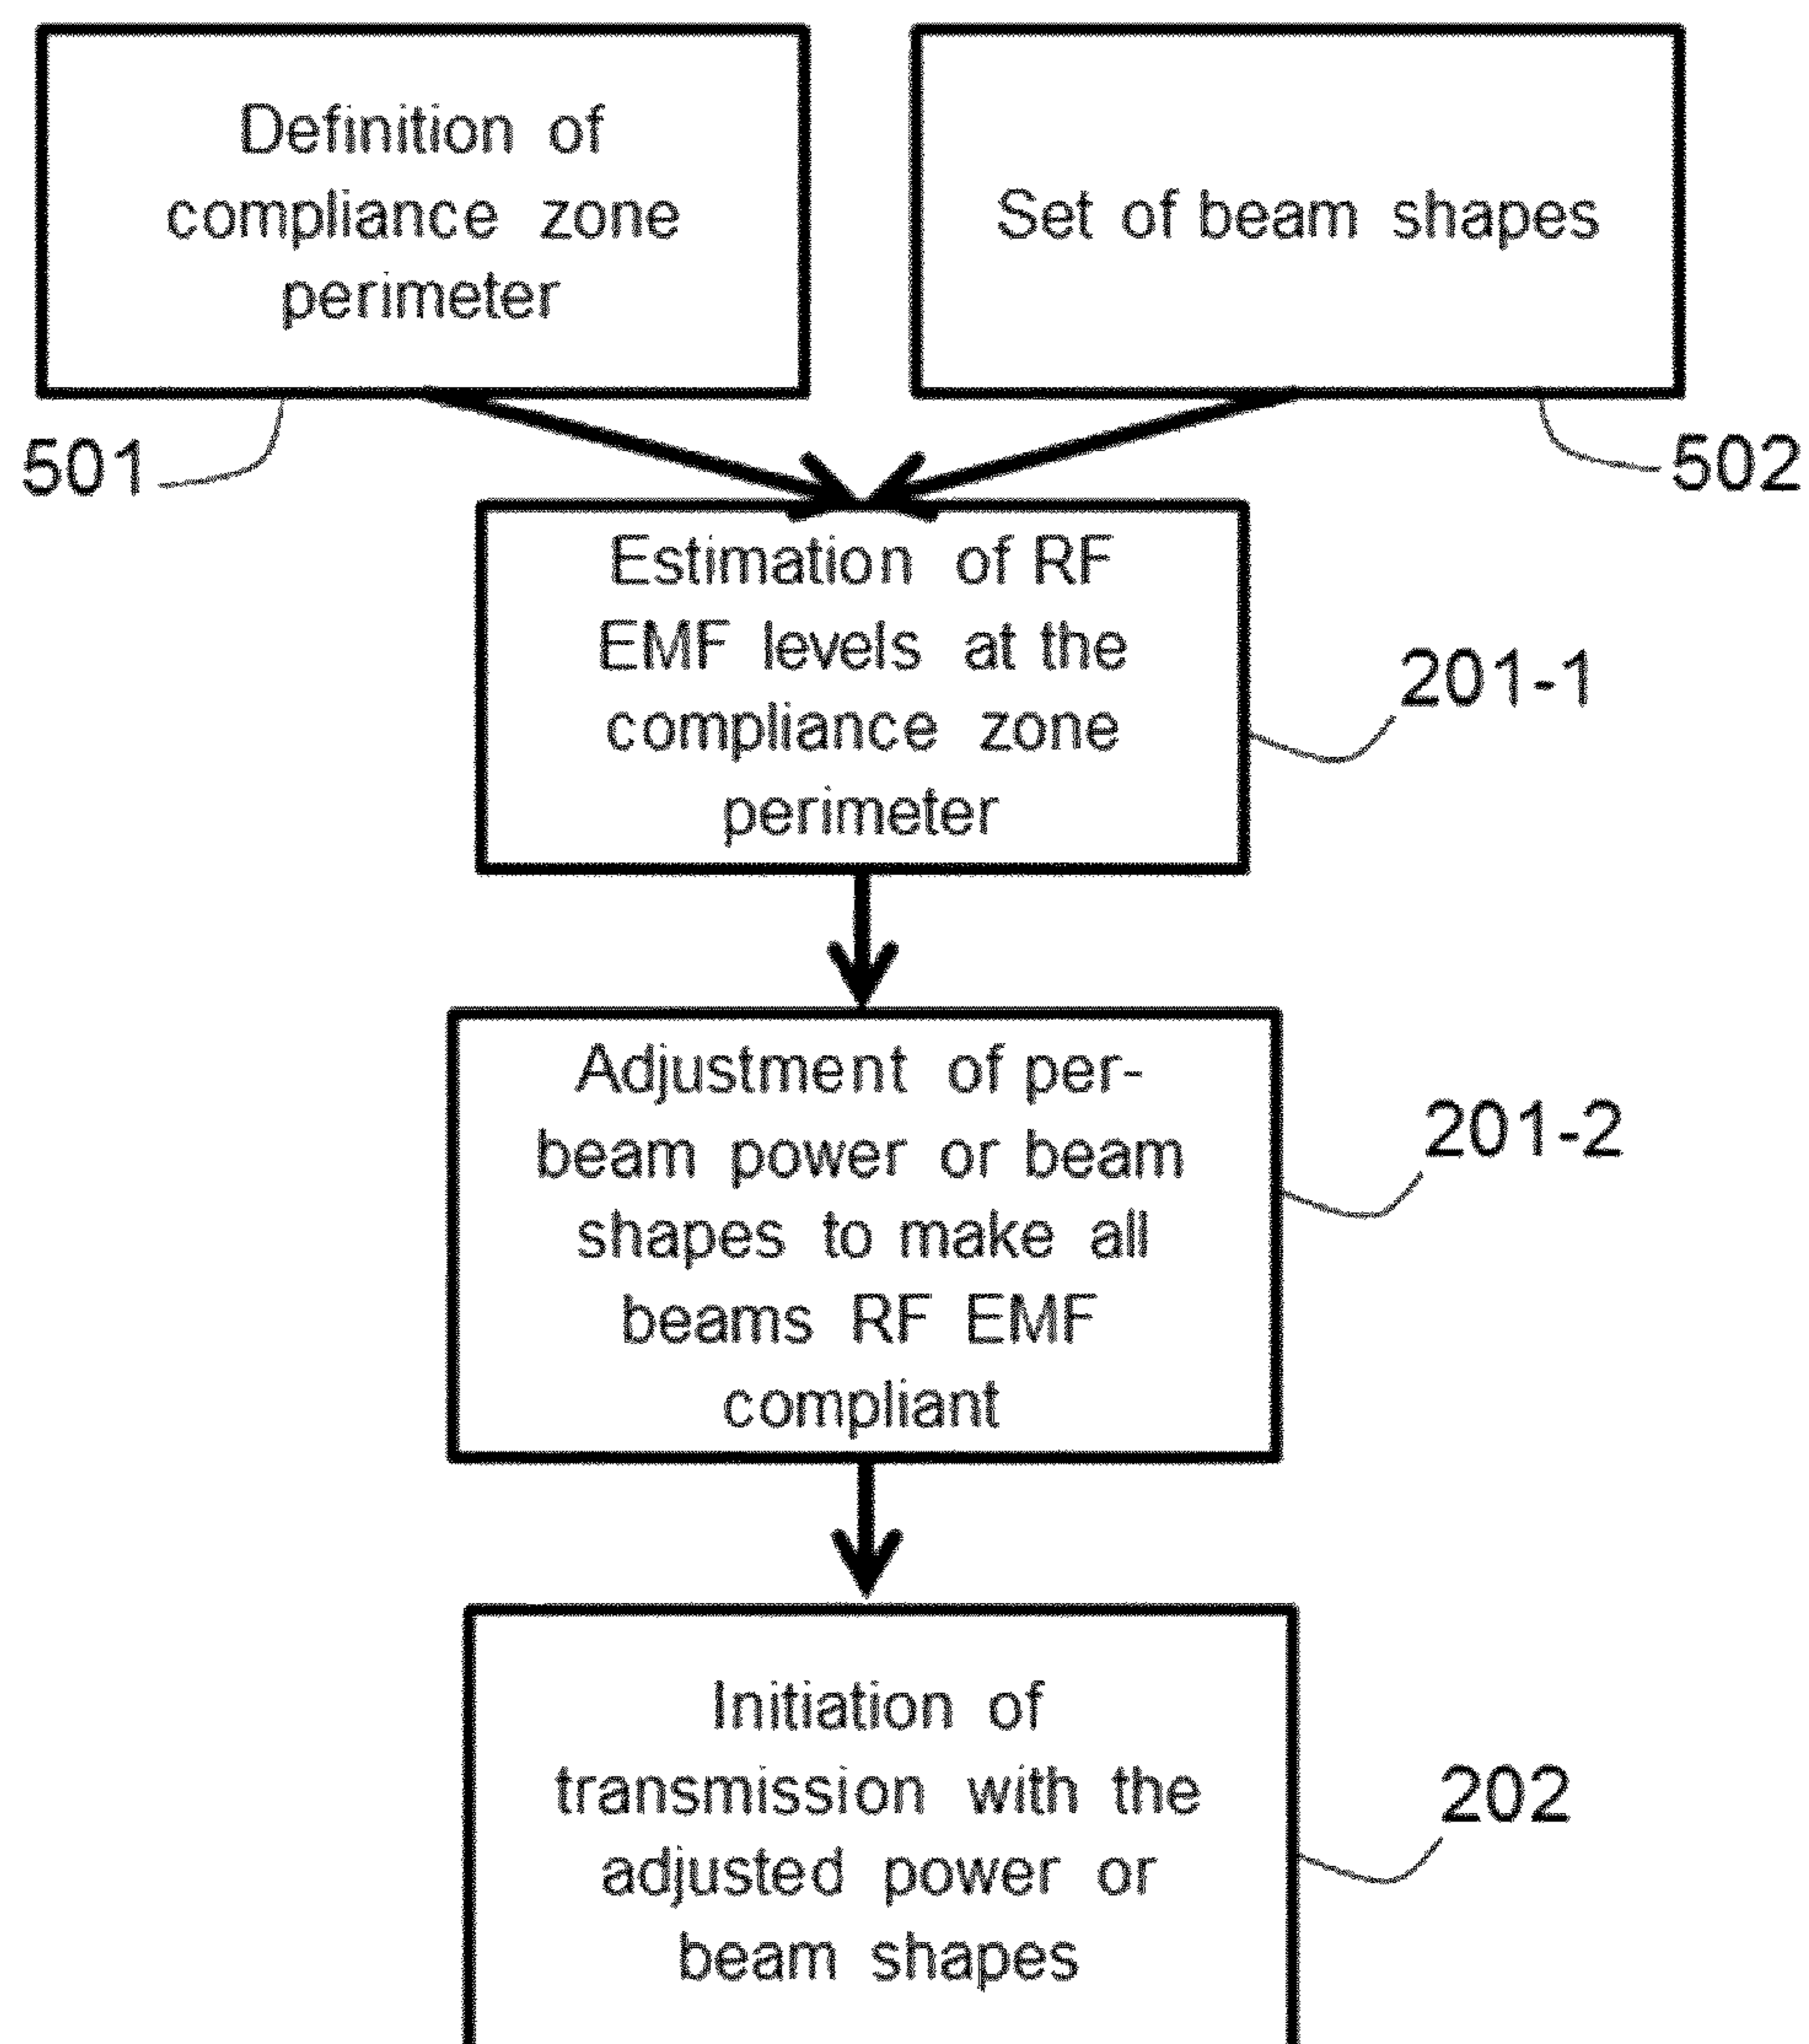 Definition of
compliance zone
perimeter
Set of beam shapes
501
502
Estimation of RF
EMF levels at the
compliance zone
perimeter
201-1
Adjustment of per-
beam power or beam
shapes to make all
beams RF EMF
compliant
201-2
Initiation of
transmission with the
adjusted power or
beam shapes
202